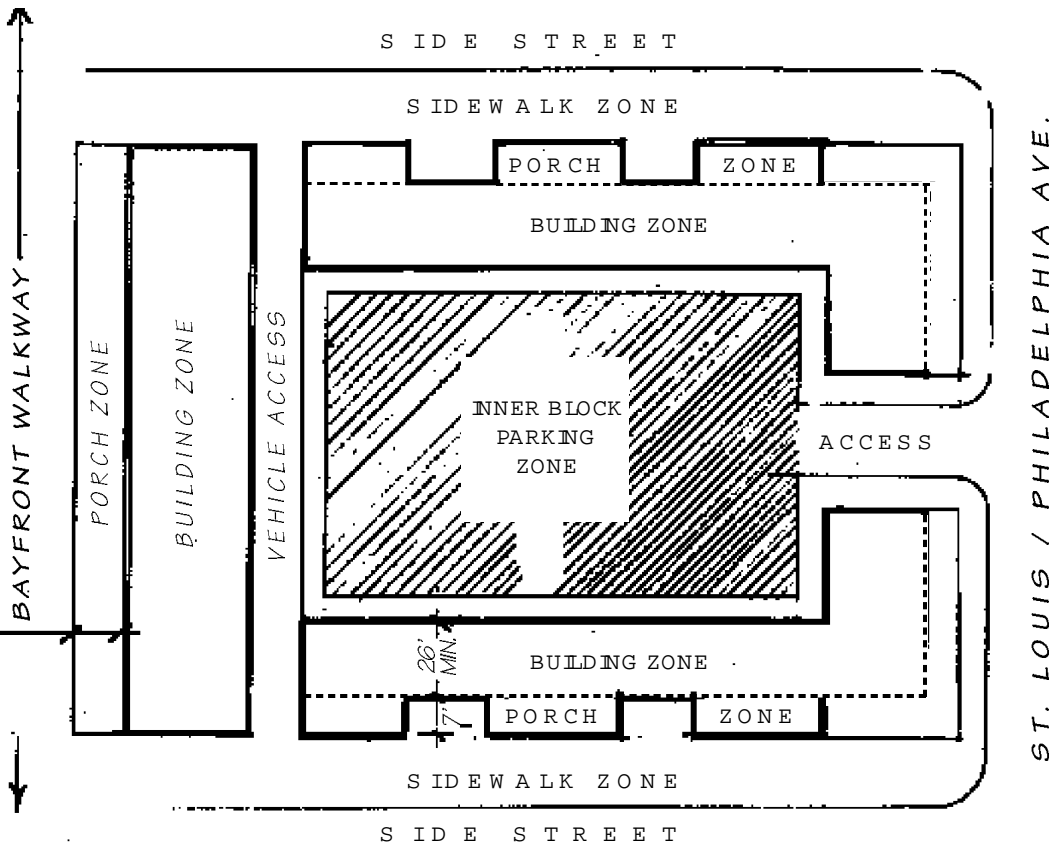 SIDE STREET
SIDEWALK ZONE
PORCH ZONE
BUILDING ZONE
BAYFRONT WALKWAY
PORCH ZONE
BUILDING ZONE
VEHICLE ACCESS
INNER BLOCK
PARKING
ZONE
ACCESS
ST. LOUIS / PHILADELPHIA AVE.
26'
MIN.
BUILDING ZONE
7'
PORCH ZONE
SIDEWALK ZONE
SIDE STREET